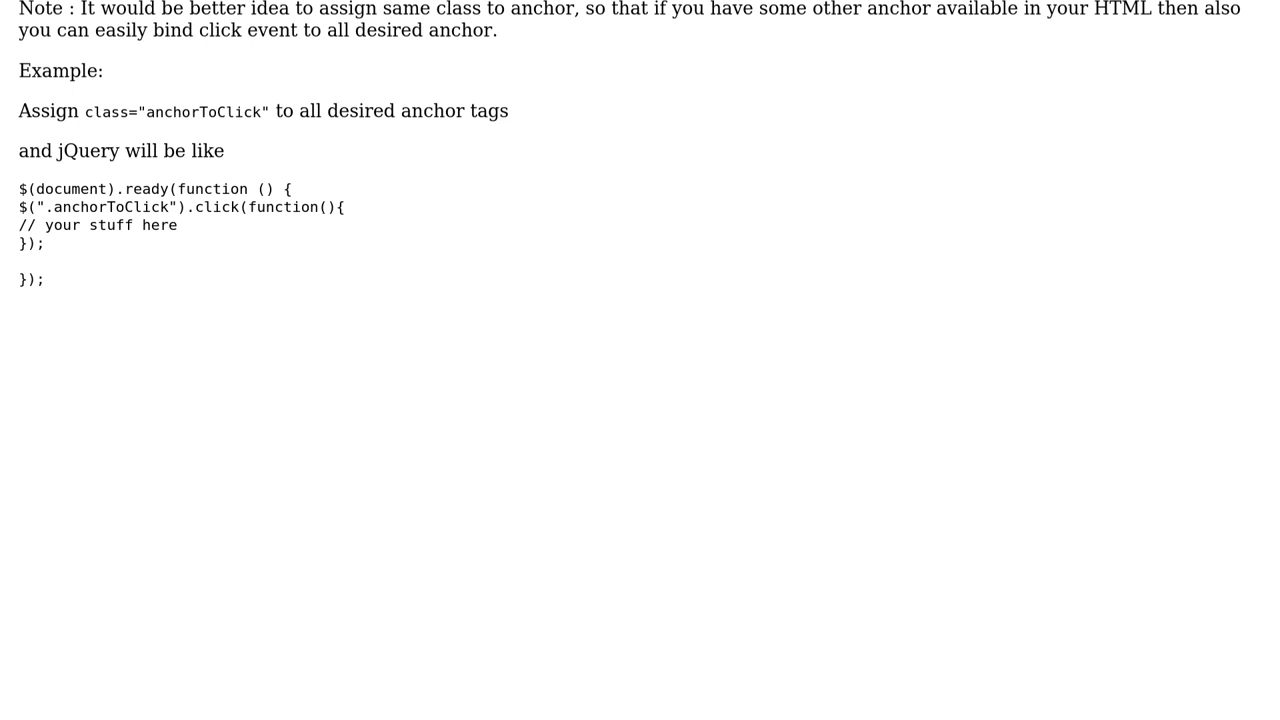 Note : It would be better idea to assign same class to anchor, so that if you have some other anchor available in your HTML then also
you can easily bind click event to all desired anchor.
Example:
Assign class="anchorToClick" to all desired anchor tags
and jQuery will be like
$(document).ready(function () {
$(".anchorToClick").click(function(){
// your stuff here
});
});